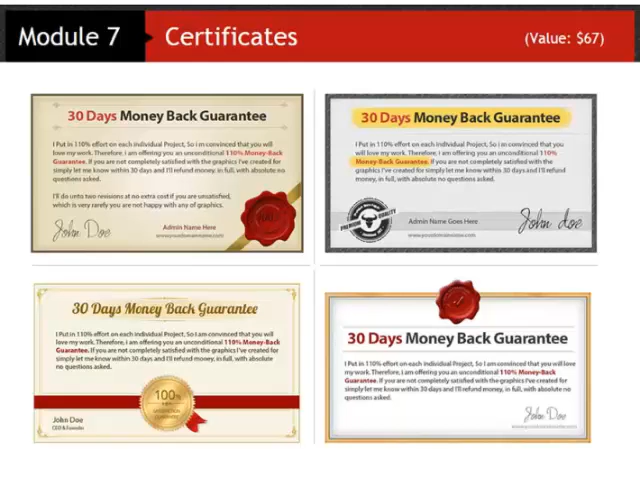 Module 7
Certificates
(Value: $67)
30 Days Money Back Guarantee
I Put in 110% effort on each individual Project, So I am convinced that you will
love my work. Therefore, I am offering you an unconditional 110% Money-Back
Guarantee. If you are not completely satisfied with the graphics I've created for
simply let me know within 30 days and I'll refund money, in full, with absolute no
questions asked.
I'll do unto two revisions at no extra cost if you are unsatisfied,
which is very rarely you are not happy with any of graphics.
John Doe
Admin Name
www.yourdomainname.com
30 Days Money Back Guarantee
I Put in 110% effort on each individual Project, So I am convinced that you
will love my work. Therefore, I am offering you an unconditional 110%
Money-Back Guarantee. If you are not completely satisfied with the
graphics I've created for simply let me know within 30 days and I'll refund
money, in full, with absolute no questions asked.
PREMIUM QUALITY
Admin Name Goes Here
www.yourdomainname.com
John doe
30 Days Money Back Guarantee
I Put in 110% effort on each individual Project, So I am convinced that you will
love my work. Therefore, I am offering you an unconditional 110% Money-Back
Guarantee. If you are not completely satisfied with the graphics I've created for
simply let me know within 30 days and I'll refund money, in full, with absolute
no questions asked.
100%
John Doe
CEO & Founder
30 Days Money Back Guarantee
I Put in 110% effort on each individual Project, So I am convinced that you will love
my work. Therefore, I am offering you an unconditional 110% Money-Back
Guarantee. If you are not completely satisfied with the graphics I've created for
simply let me know within 30 days and I'll refund money, in full, with absolute no
questions asked.
John Doe
www.yourdomainname.com